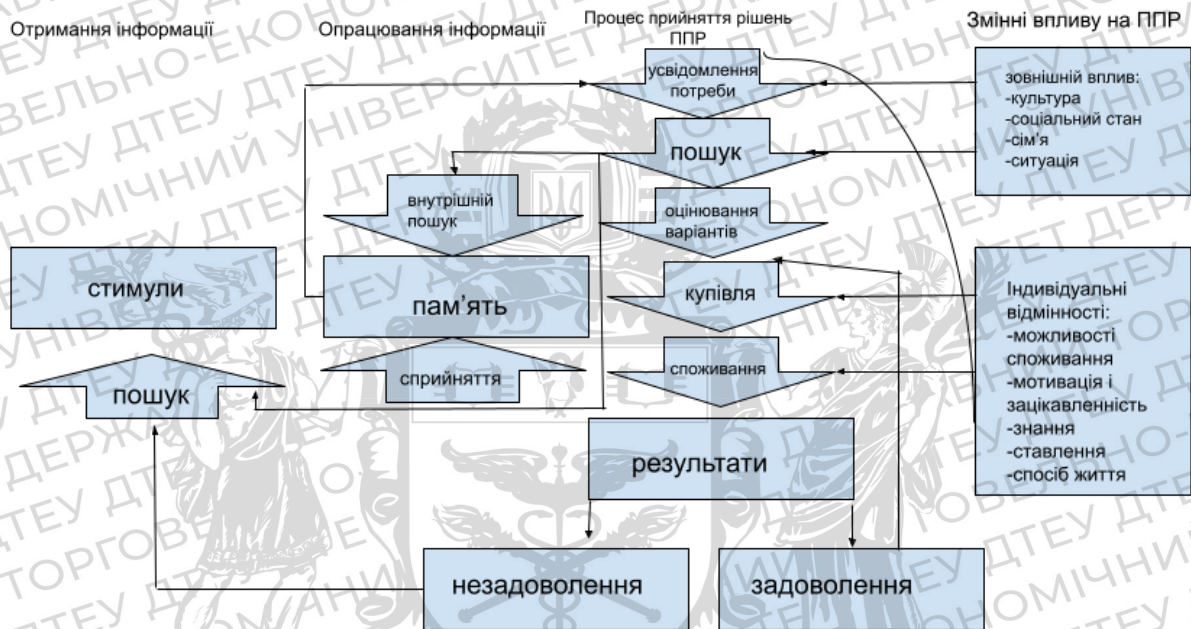 Отримання інформації
Опрацювання інформації
Процес прийняття рішень
ППР
Змінні впливу на ППР
усвідомлення
потреби
пошук
оцінювання
варіантів
купівля
споживання
результати
незадоволення
задоволення
внутрішній
пошук
пам'ять
сприйняття
стимули
пошук
зовнішній вплив:
-культура
-соціальний стан
-сім'я
-ситуація
Індивідуальні
відмінності:
-можливості
споживання
-мотивація і
зацікавленність
-знання
-ставлення
-спосіб життя